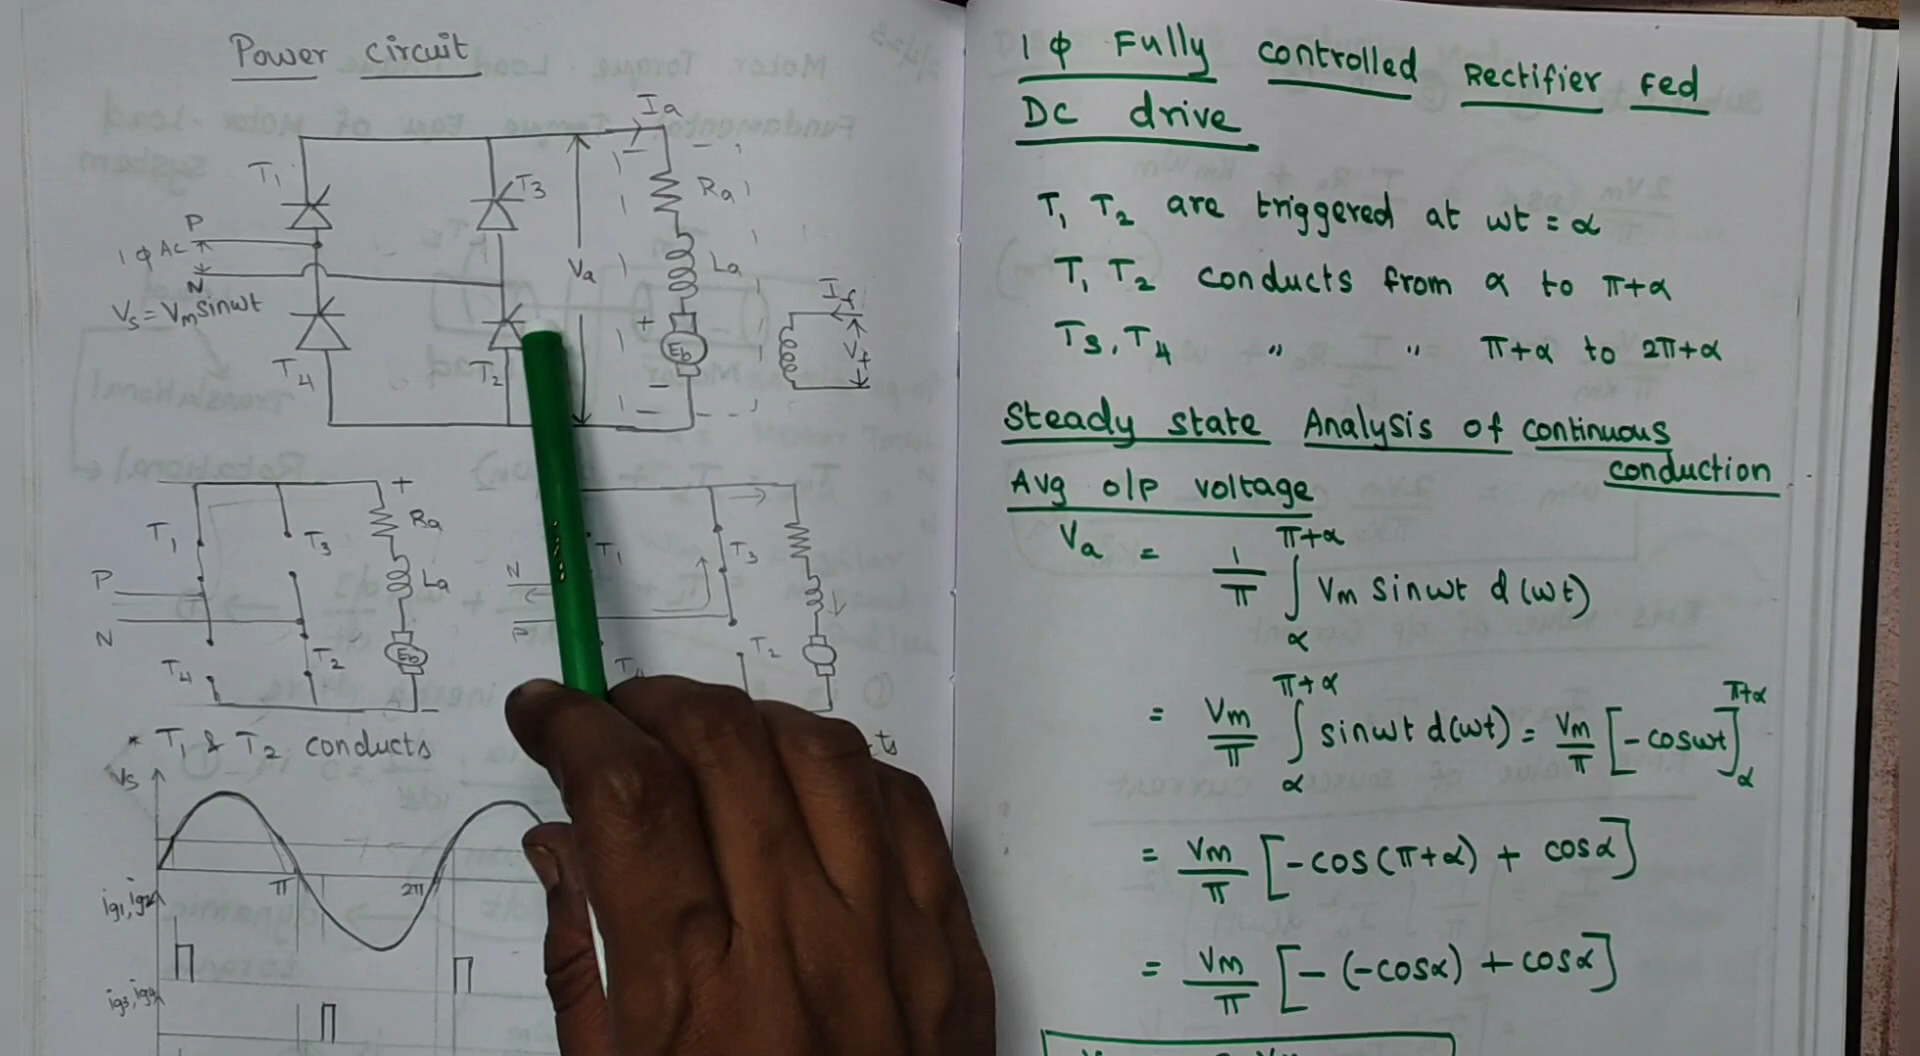 Power circuit
Ia
T1
T3
Ra
P
1 φ AC
N
Va
La
If
Vs = Vm sinωt
+
Eb
Vf
T4
T2
-
+
T1
T3
Ra
La
P
N
T4
T2
Eb
-
N
P
T1
T3
T2
* T1 & T2 conducts
Vs
π
2π
ig1, ig2
ig3, ig4
1 φ Fully controlled Rectifier Fed
DC drive
T1 T2 are triggered at ωt = α
T1 T2 conducts from α to π+α
T3, T4 " " π+α to 2π+α
Steady state Analysis of continuous
conduction
Avg o/p voltage
Va = 1/π ∫α^π+α Vm sinωt d(ωt)
= Vm/π ∫α^π+α sinωt d(ωt) = Vm/π [-cosωt]α^π+α
= Vm/π [-cos(π+α) + cosα]
= Vm/π [-(-cosα) + cosα]